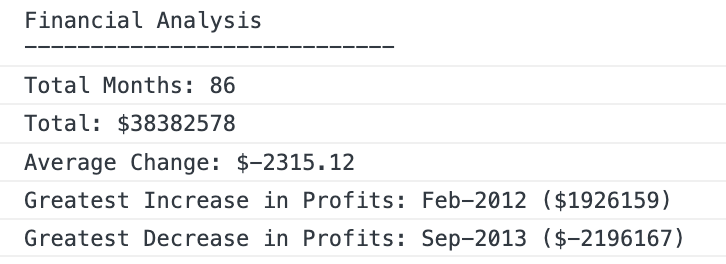 Financial Analysis
----------------------------
Total Months: 86
Total: $38382578
Average Change: $-2315.12
Greatest Increase in Profits: Feb-2012 ($1926159)
Greatest Decrease in Profits: Sep-2013 ($-2196167)